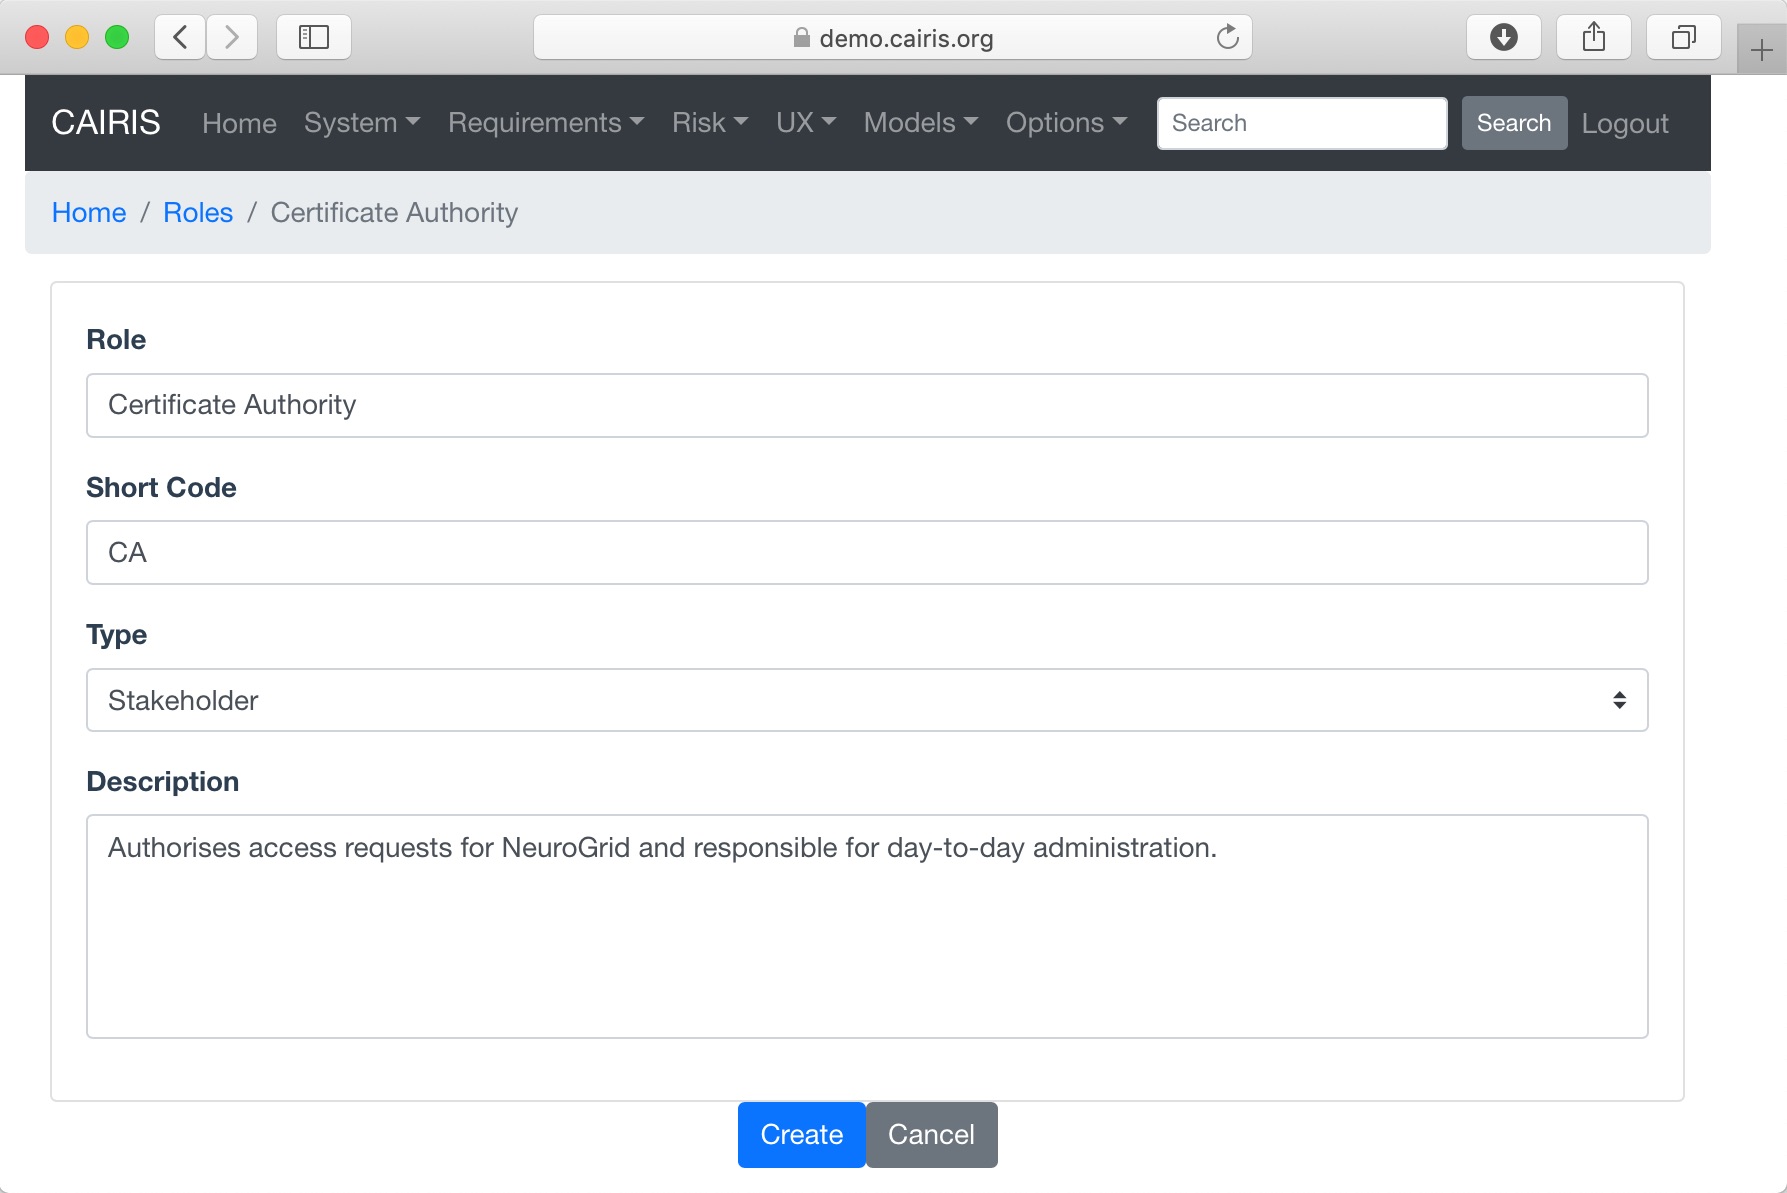 demo.cairis.org
CAIRIS Home System Requirements Risk UX Models Options Search Search Logout
Home / Roles / Certificate Authority
Role
Certificate Authority
Short Code
CA
Type
Stakeholder
Description
Authorises access requests for NeuroGrid and responsible for day-to-day administration.
Create Cancel